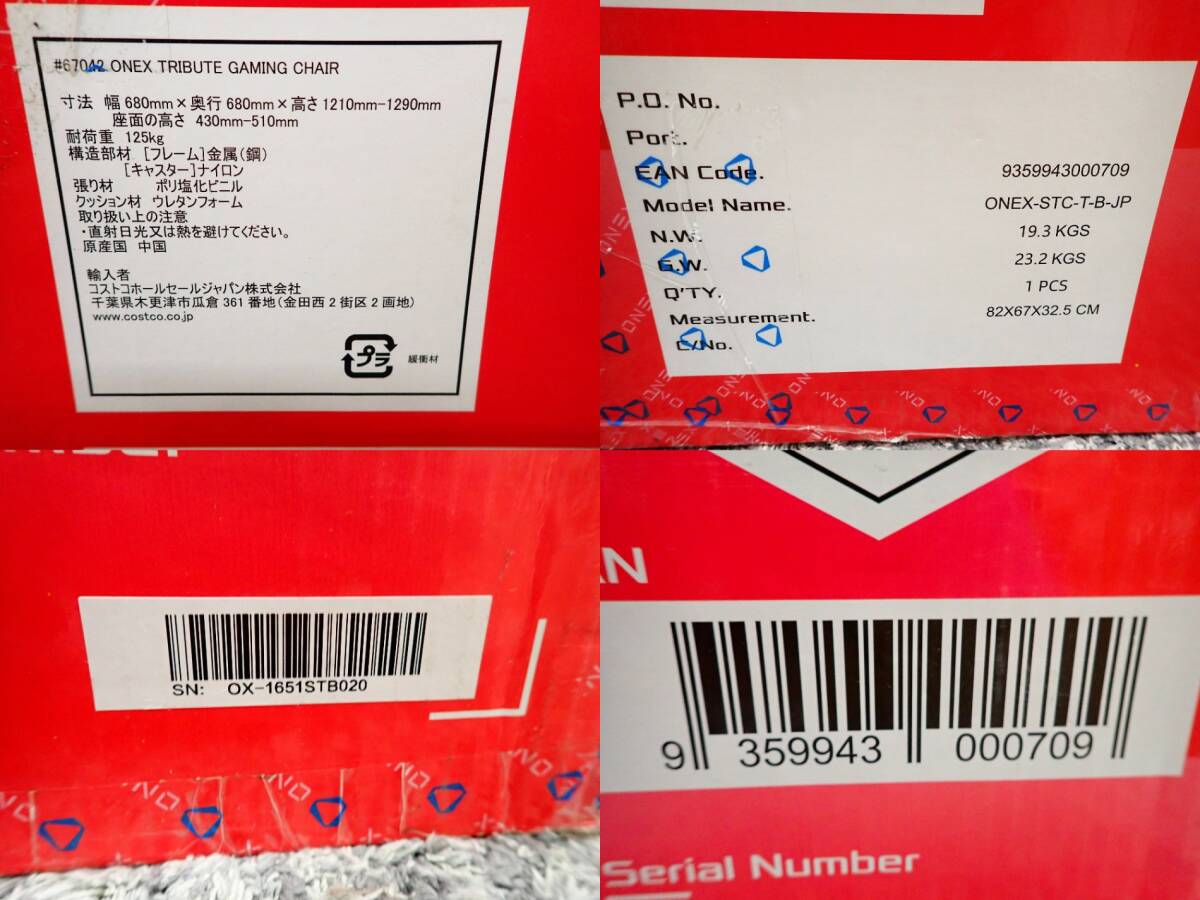 #67042 ONEX TRIBUTE GAMING CHAIR
寸法 幅 680mm×奥行 680mm×高さ 1210mm-1290mm
座面の高さ 430mm-510mm
耐荷重 125kg
構造部材 [フレーム]金属(鋼)
[キャスター]ナイロン
張り材 ポリ塩化ビニル
クッション材 ウレタンフォーム
取り扱い上の注意
・直射日光又は熱を避けてください。
原産国 中国
輸入者
コストコホールセールジャパン株式会社
千葉県木更津市瓜倉 361 番地(金田西 2 街区 2 画地)
www.costco.co.jp
プラ 緩衝材
P.O. No.
Port.
EAN Code. 9359943000709
Model Name. ONEX-STC-T-B-JP
N.W. 19.3 KGS
G.W. 23.2 KGS
Q'TY. 1 PCS
Measurement. 82X67X32.5 CM
C/No.
SN: OX-1651STB020
9 359943 000709
Serial Number